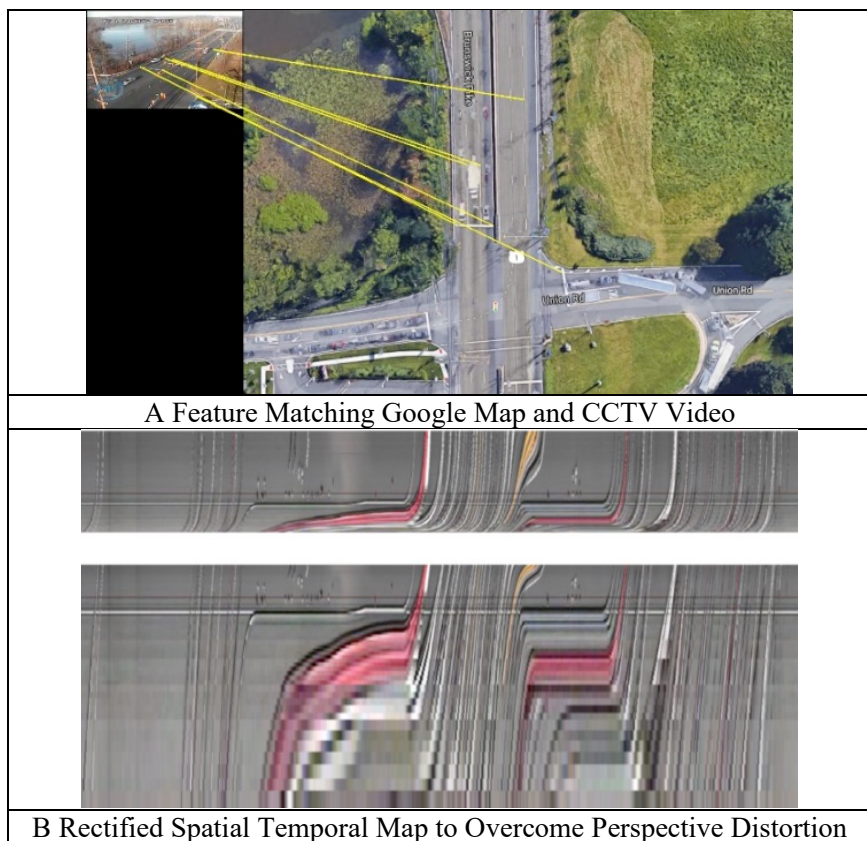 Brunswick Pike
Union Rd
Union Rd
A Feature Matching Google Map and CCTV Video
B Rectified Spatial Temporal Map to Overcome Perspective Distortion